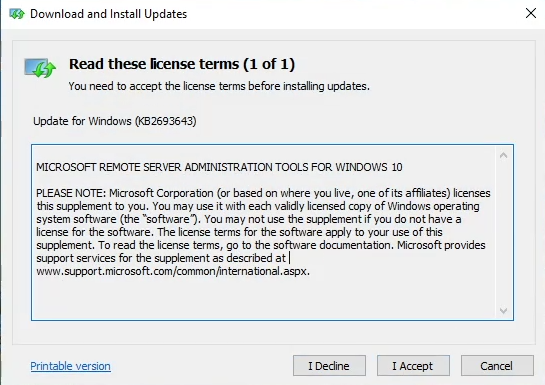 Download and Install Updates
Read these license terms (1 of 1)
You need to accept the license terms before installing updates.
Update for Windows (KB2693643)
MICROSOFT REMOTE SERVER ADMINISTRATION TOOLS FOR WINDOWS 10
PLEASE NOTE: Microsoft Corporation (or based on where you live, one of its affiliates) licenses
this supplement to you. You may use it with each validly licensed copy of Windows operating
system software (the “software”). You may not use the supplement if you do not have a
license for the software. The license terms for the software apply to your use of this
supplement. To read the license terms, go to the software documentation. Microsoft provides
support services for the supplement as described at
www.support.microsoft.com/common/international.aspx.
Printable version
I Decline
I Accept
Cancel